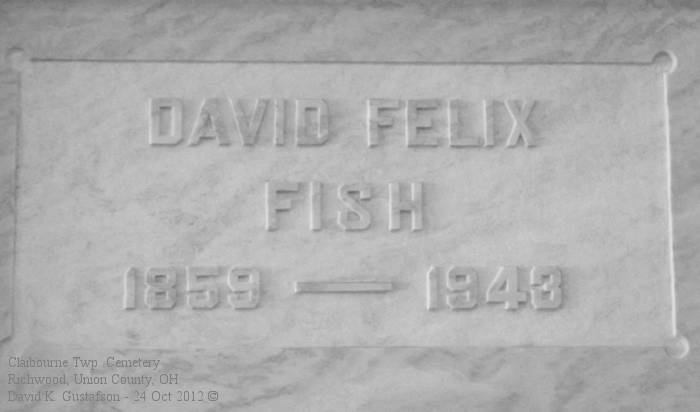 DAVID FELIX
FISH
1859 — 1943
Claibourne Twp. Cemetery
Richwood, Union County, OH
David K. Gustafson - 24 Oct 2012 ©